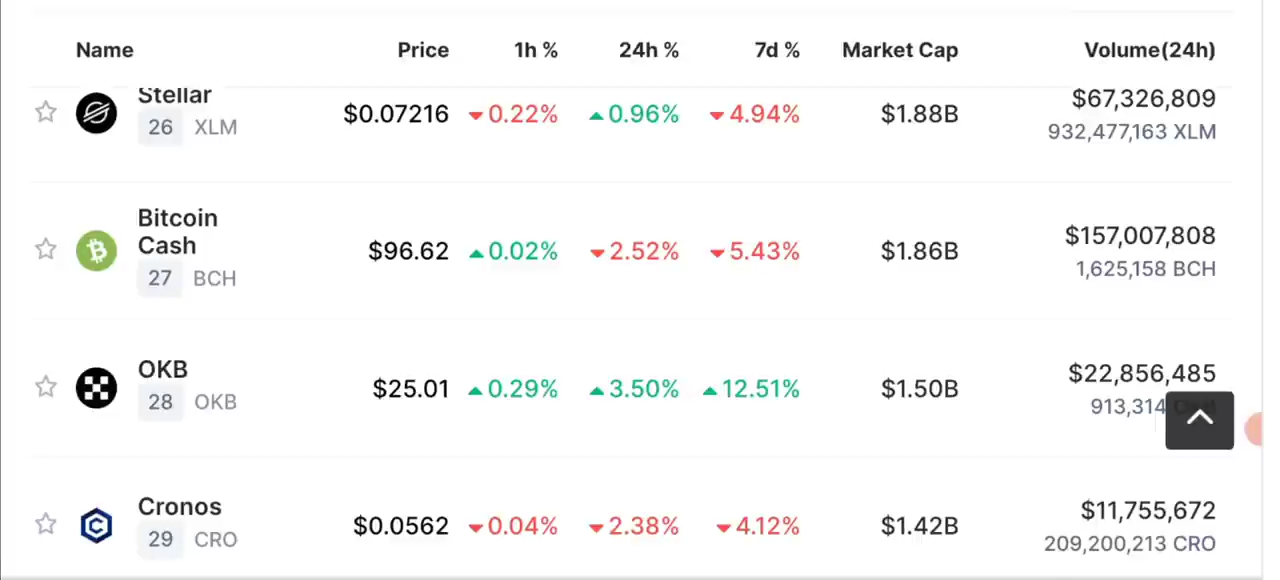 Name Price 1h % 24h % 7d % Market Cap Volume(24h)
Stellar
26 XLM
$0.07216 0.22% 0.96% 4.94% $1.88B $67,326,809
932,477,163 XLM
Bitcoin
Cash
27 BCH
$96.62 0.02% 2.52% 5.43% $1.86B $157,007,808
1,625,158 BCH
OKB
28 OKB
$25.01 0.29% 3.50% 12.51% $1.50B $22,856,485
913,314
Cronos
29 CRO
$0.0562 0.04% 2.38% 4.12% $1.42B $11,755,672
209,200,213 CRO